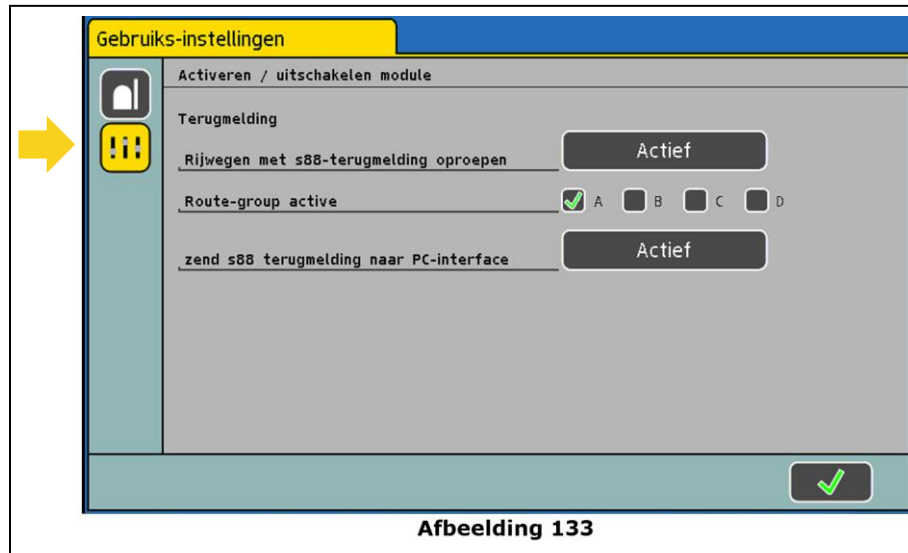 Gebruiks-instellingen
Activeren / uitschakelen module
Terugmelding
Rijwegen met s88-terugmelding oproepen Actief
Route-group active A B C D
zend s88 terugmelding naar PC-interface Actief
Afbeelding 133